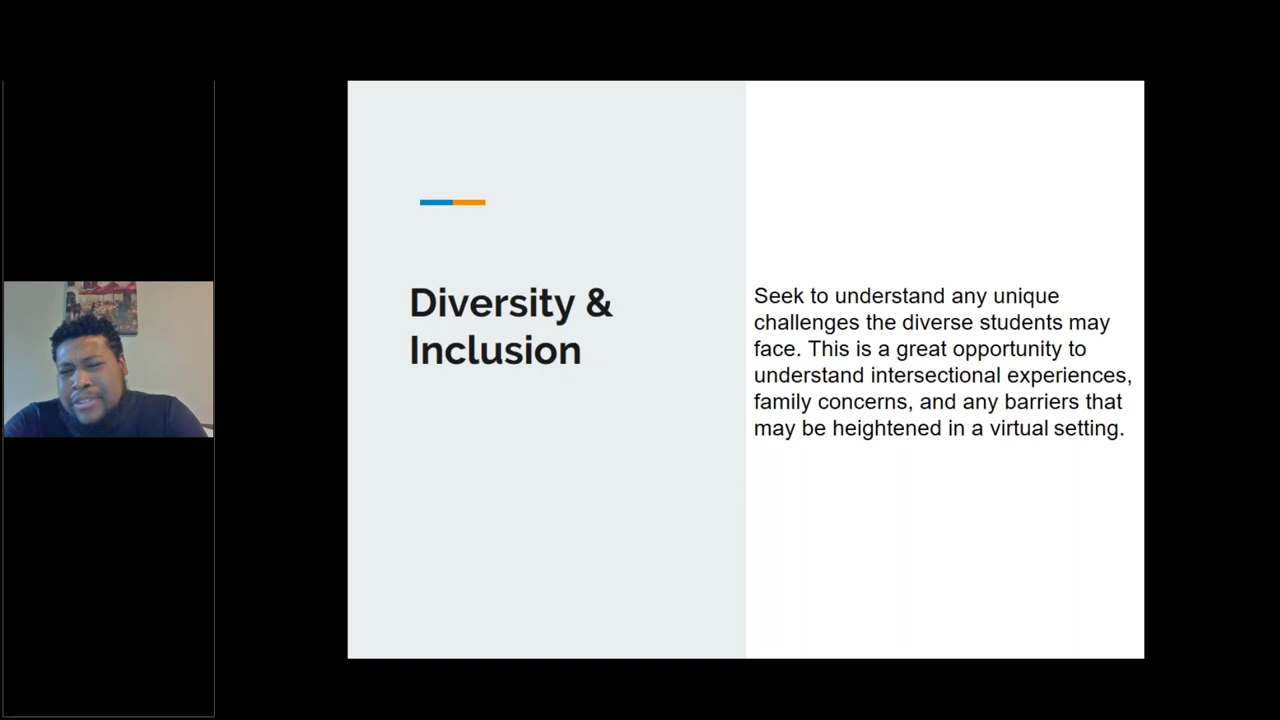 Diversity &
Inclusion
Seek to understand any unique
challenges the diverse students may
face. This is a great opportunity to
understand intersectional experiences,
family concerns, and any barriers that
may be heightened in a virtual setting.